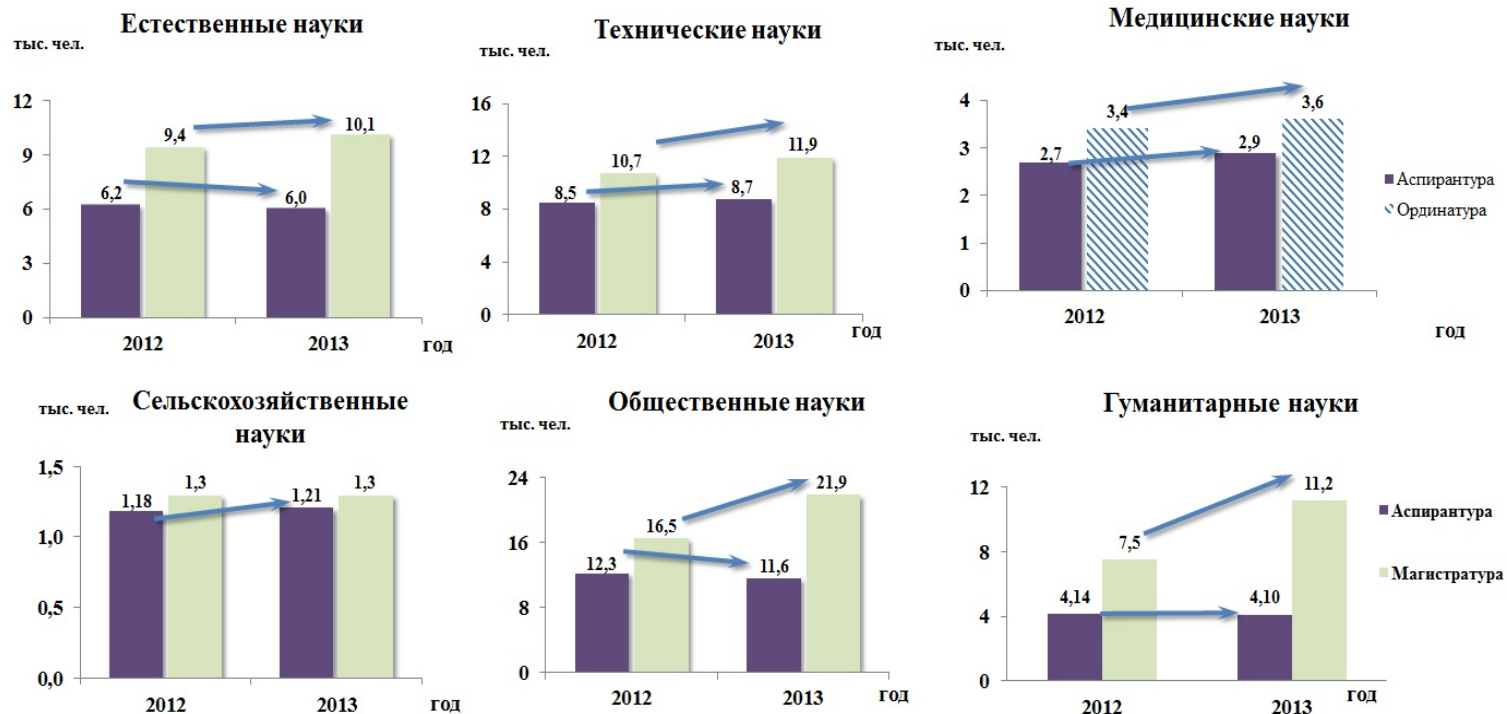 Естественные науки
тыс. чел.
12
9
6
3
0
6,2
9,4
6,0
10,1
2012
2013
год
Технические науки
тыс. чел.
16
12
8
4
0
8,5
10,7
8,7
11,9
2012
2013
год
Медицинские науки
тыс. чел.
4
3
2
1
0
2,7
3,4
2,9
3,6
2012
2013
год
Аспирантура
Ординатура
Сельскохозяйственные
науки
тыс. чел.
1,5
1,0
0,5
0,0
1,18
1,3
1,21
1,3
2012
2013
год
Общественные науки
тыс. чел.
24
16
8
0
12,3
16,5
11,6
21,9
2012
2013
год
Гуманитарные науки
тыс. чел.
12
8
4
0
4,14
7,5
4,10
11,2
2012
2013
год
Аспирантура
Магистратура